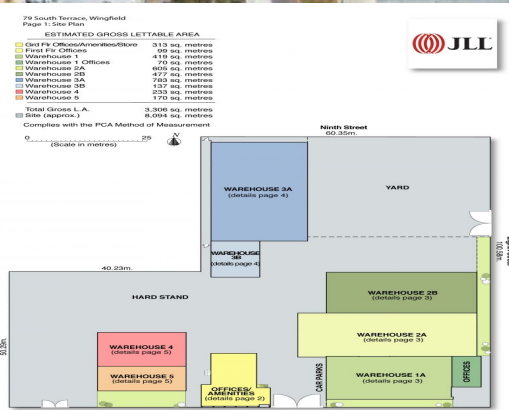 79 South Terrace, Wingfield
Page 1: Site Plan
ESTIMATED GROSS LETTABLE AREA
Grd Flr Offices/Amenities/Store 313 sq. metres
First Flr Offices 99 sq. metres
Warehouse 1 419 sq. metres
Warehouse 1 Offices 70 sq. metres
Warehouse 2A 605 sq. metres
Warehouse 2B 477 sq. metres
Warehouse 3A 783 sq. metres
Warehouse 3B 137 sq. metres
Warehouse 4 233 sq. metres
Warehouse 5 170 sq. metres
Total Gross L.A. 3,306 sq. metres
Site (approx.) 8,094 sq. metres
Complies with the PCA Method of Measurement
0 25 N
(Scale in metres)
JLL
Ninth Street
60.35m.
WAREHOUSE 3A
(details page 4)
YARD
WAREHOUSE
3B
(details page 4)
100.58m.
40.23m.
HARD STAND
50.29m.
WAREHOUSE 2B
(details page 3)
WAREHOUSE 2A
(details page 3)
WAREHOUSE 4
(details page 5)
WAREHOUSE 5
(details page 5)
OFFICES/
AMENITIES
(details page 2)
CAR PARKS
WAREHOUSE 1A
(details page 3)
OFFICES